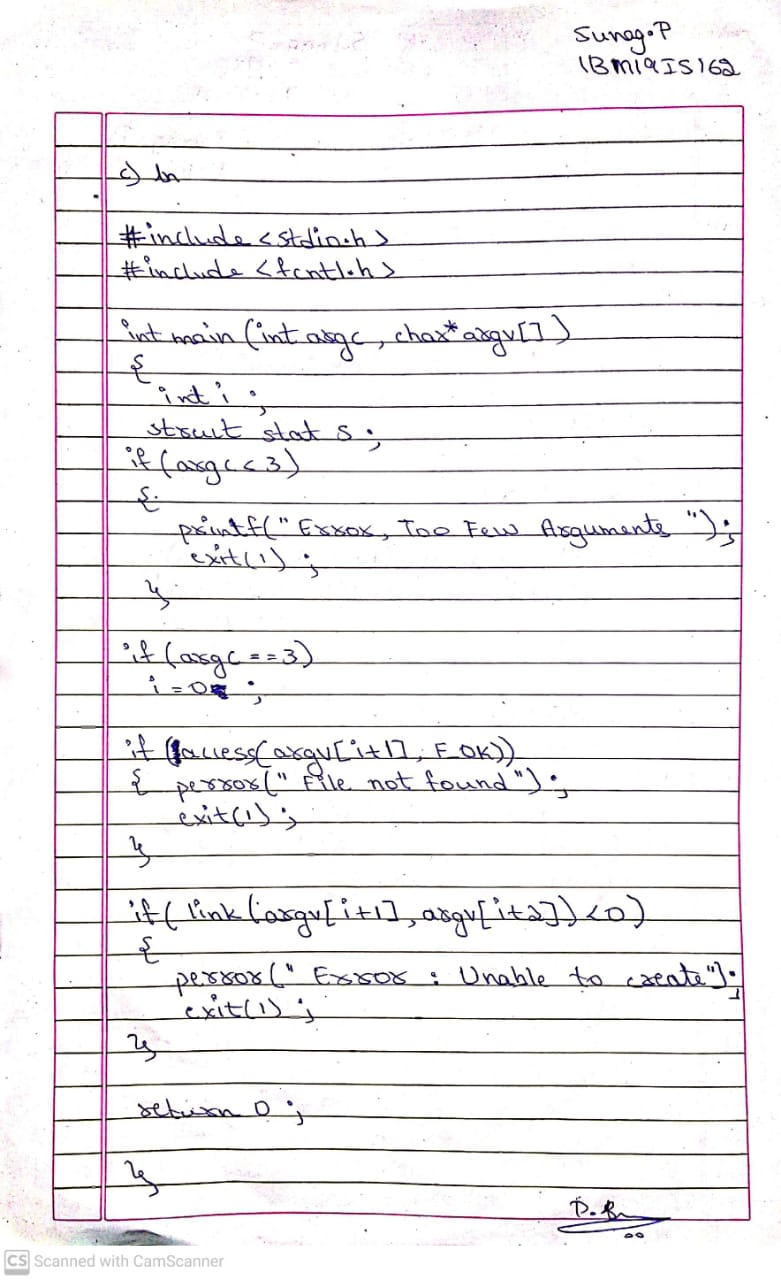 Sunag.P
1BM19IS162
c) ln
#include <stdio.h>
#include <fcntl.h>
int main (int argc, char* argv[])
{
int i ;
struct stat s ;
if (argc < 3)
{
printf(" Error, Too Few Arguments ");
exit(1) ;
}
if (argc == 3)
i = 0 ;
if (access(argv[i+1], F_OK))
{ perror(" File not found") ;
exit(1) ;
}
if ( link (argv[i+1], argv[i+2]) <0)
{
perror(" Error : Unable to create");
exit(1) ;
}
return 0 ;
}
CS Scanned with CamScanner